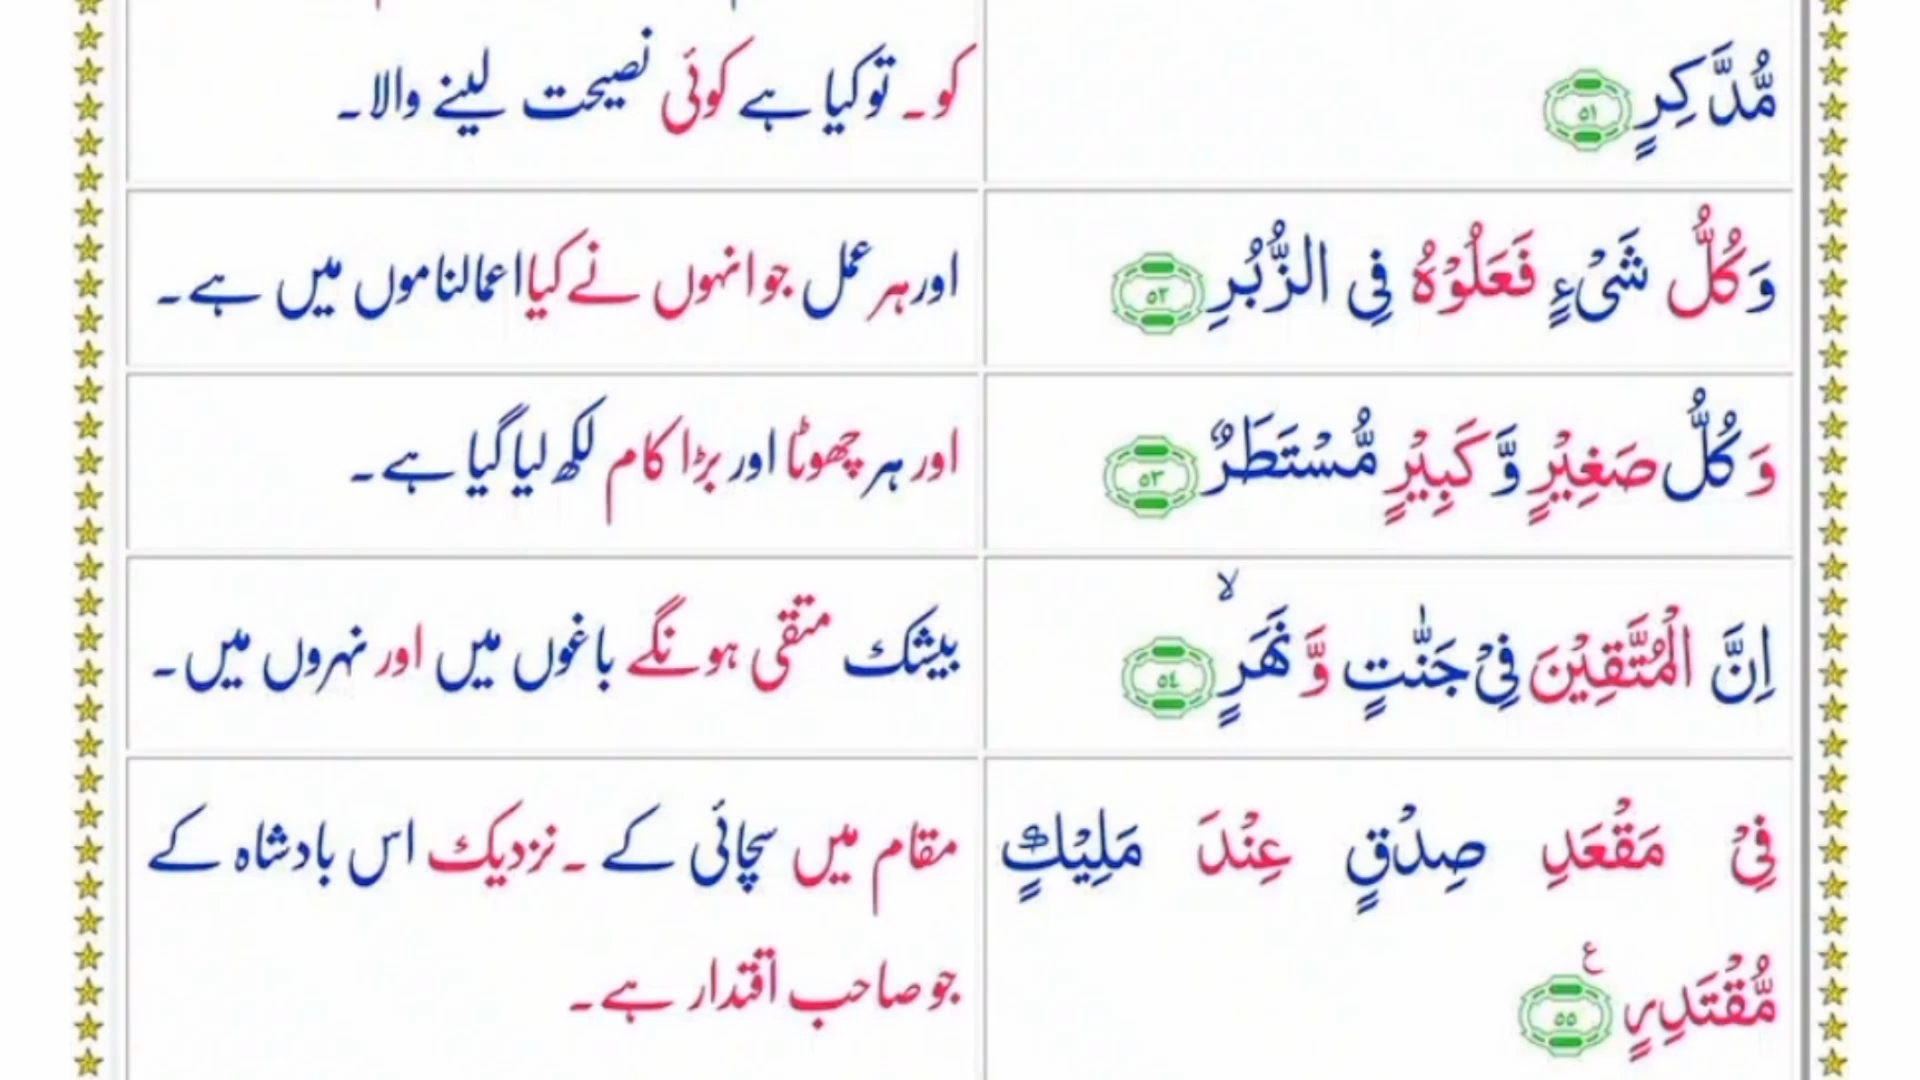 مُّدَّكِرٍ ٥١
کو۔ تو کیا ہے کوئی نصیحت لینے والا۔
وَكُلُّ شَیْءٍ فَعَلُوْهُ فِی الزُّبُرِ ٥٢
اور ہر عمل جو انہوں نے کیا اعمالناموں میں ہے۔
وَ كُلُّ صَغِیْرٍ وَّ كَبِیْرٍ مُّسْتَطَرٌ ٥٣
اور ہر چھوٹا اور بڑا کام لکھ لیا گیا ہے۔
اِنَّ الْمُتَّقِیْنَ فِیْ جَنّٰتٍ وَّ نَهَرٍ ۙ ٥٤
بیشک متقی ہونگے باغوں میں اور نہروں میں۔
فِیْ مَقْعَدِ صِدْقٍ عِنْدَ مَلِیْكٍ
مُّقْتَدِرٍ ع ٥٥
مقام میں سچائی کے ۔ نزدیک اس بادشاہ کے
جو صاحب اقتدار ہے۔